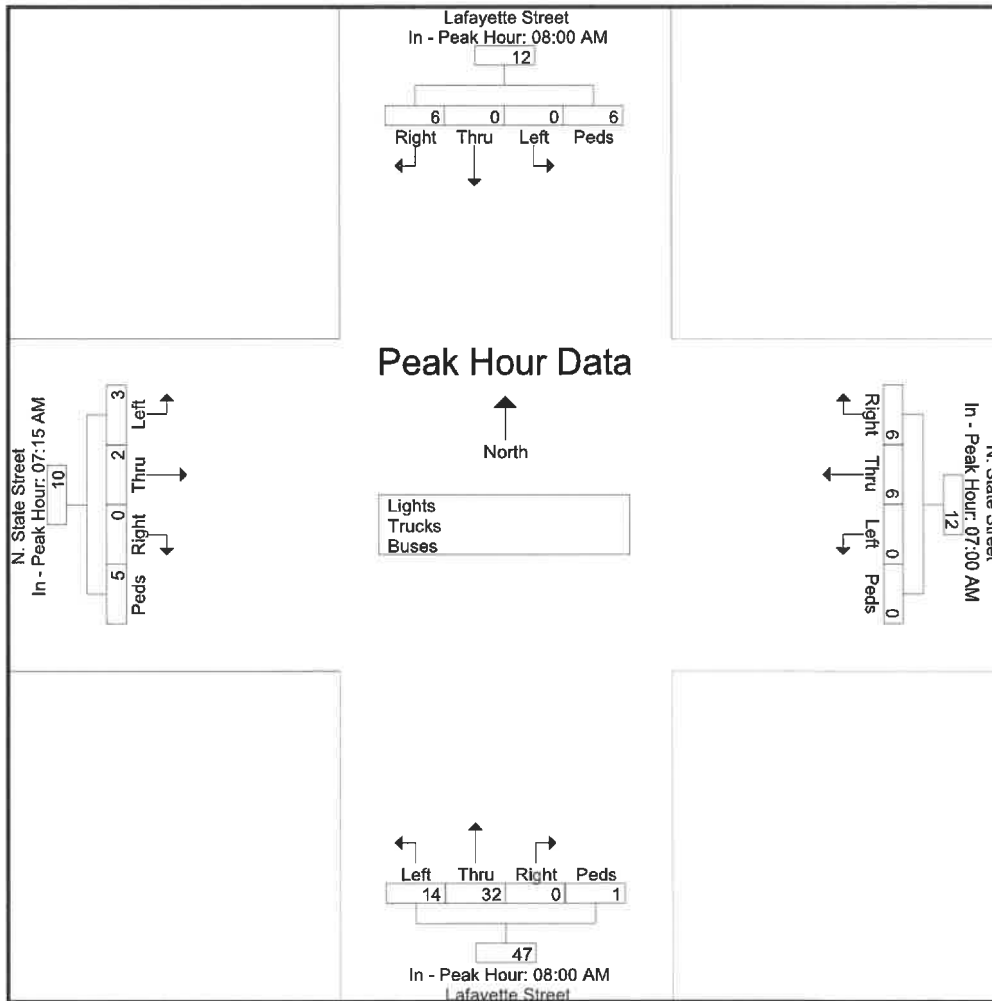 Lafayette Street
In - Peak Hour: 08:00 AM
12
6 0 0 6
Right Thru Left Peds
Peak Hour Data
North
Lights
Trucks
Buses
N. State Street
In - Peak Hour: 07:15 AM
10
3 2 0 5
Left Thru Right Peds
N. State Street
In - Peak Hour: 07:00 AM
12
6 6 0 0
Right Thru Left Peds
Left Thru Right Peds
14 32 0 1
47
In - Peak Hour: 08:00 AM
Lafayette Street